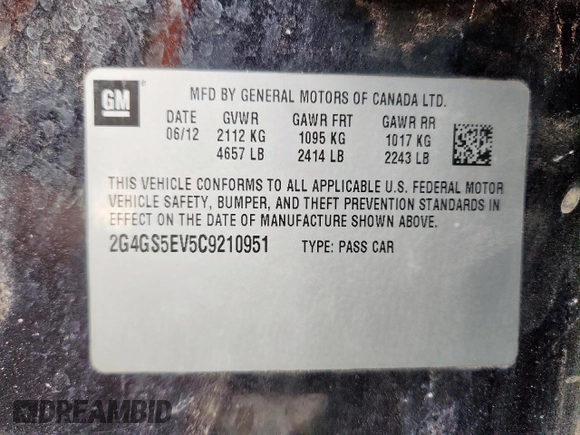 GM
MFD BY GENERAL MOTORS OF CANADA LTD.
DATE GVWR GAWR FRT GAWR RR
06/12 2112 KG 1095 KG 1017 KG
4657 LB 2414 LB 2243 LB
THIS VEHICLE CONFORMS TO ALL APPLICABLE U.S. FEDERAL MOTOR
VEHICLE SAFETY, BUMPER, AND THEFT PREVENTION STANDARDS IN
EFFECT ON THE DATE OF MANUFACTURE SHOWN ABOVE.
2G4GS5EV5C9210951 TYPE: PASS CAR
DREAMBID